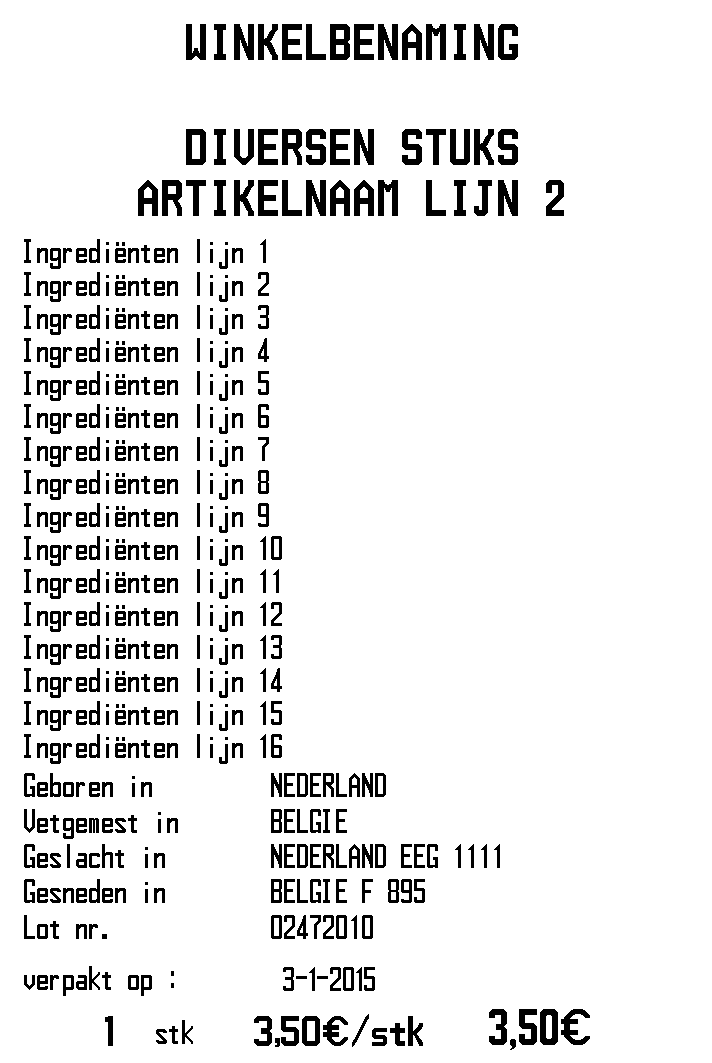 WINKELBENAMING
DIVERSEN STUKS
ARTIKELNAAM LIJN 2
Ingrediënten lijn 1
Ingrediënten lijn 2
Ingrediënten lijn 3
Ingrediënten lijn 4
Ingrediënten lijn 5
Ingrediënten lijn 6
Ingrediënten lijn 7
Ingrediënten lijn 8
Ingrediënten lijn 9
Ingrediënten lijn 10
Ingrediënten lijn 11
Ingrediënten lijn 12
Ingrediënten lijn 13
Ingrediënten lijn 14
Ingrediënten lijn 15
Ingrediënten lijn 16
Geboren in NEDERLAND
Vetgemest in BELGIE
Geslacht in NEDERLAND EEG 1111
Gesneden in BELGIE F 895
Lot nr. 02472010
verpakt op : 3-1-2015
1 stk 3,50€/stk 3,50€